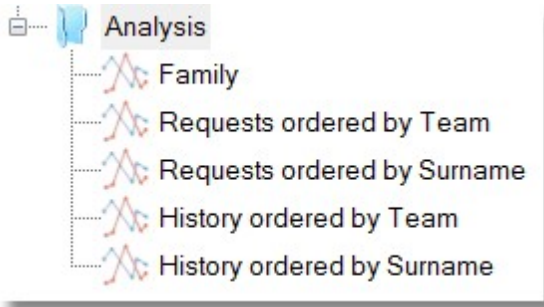 Analysis
Family
Requests ordered by Team
Requests ordered by Surname
History ordered by Team
History ordered by Surname